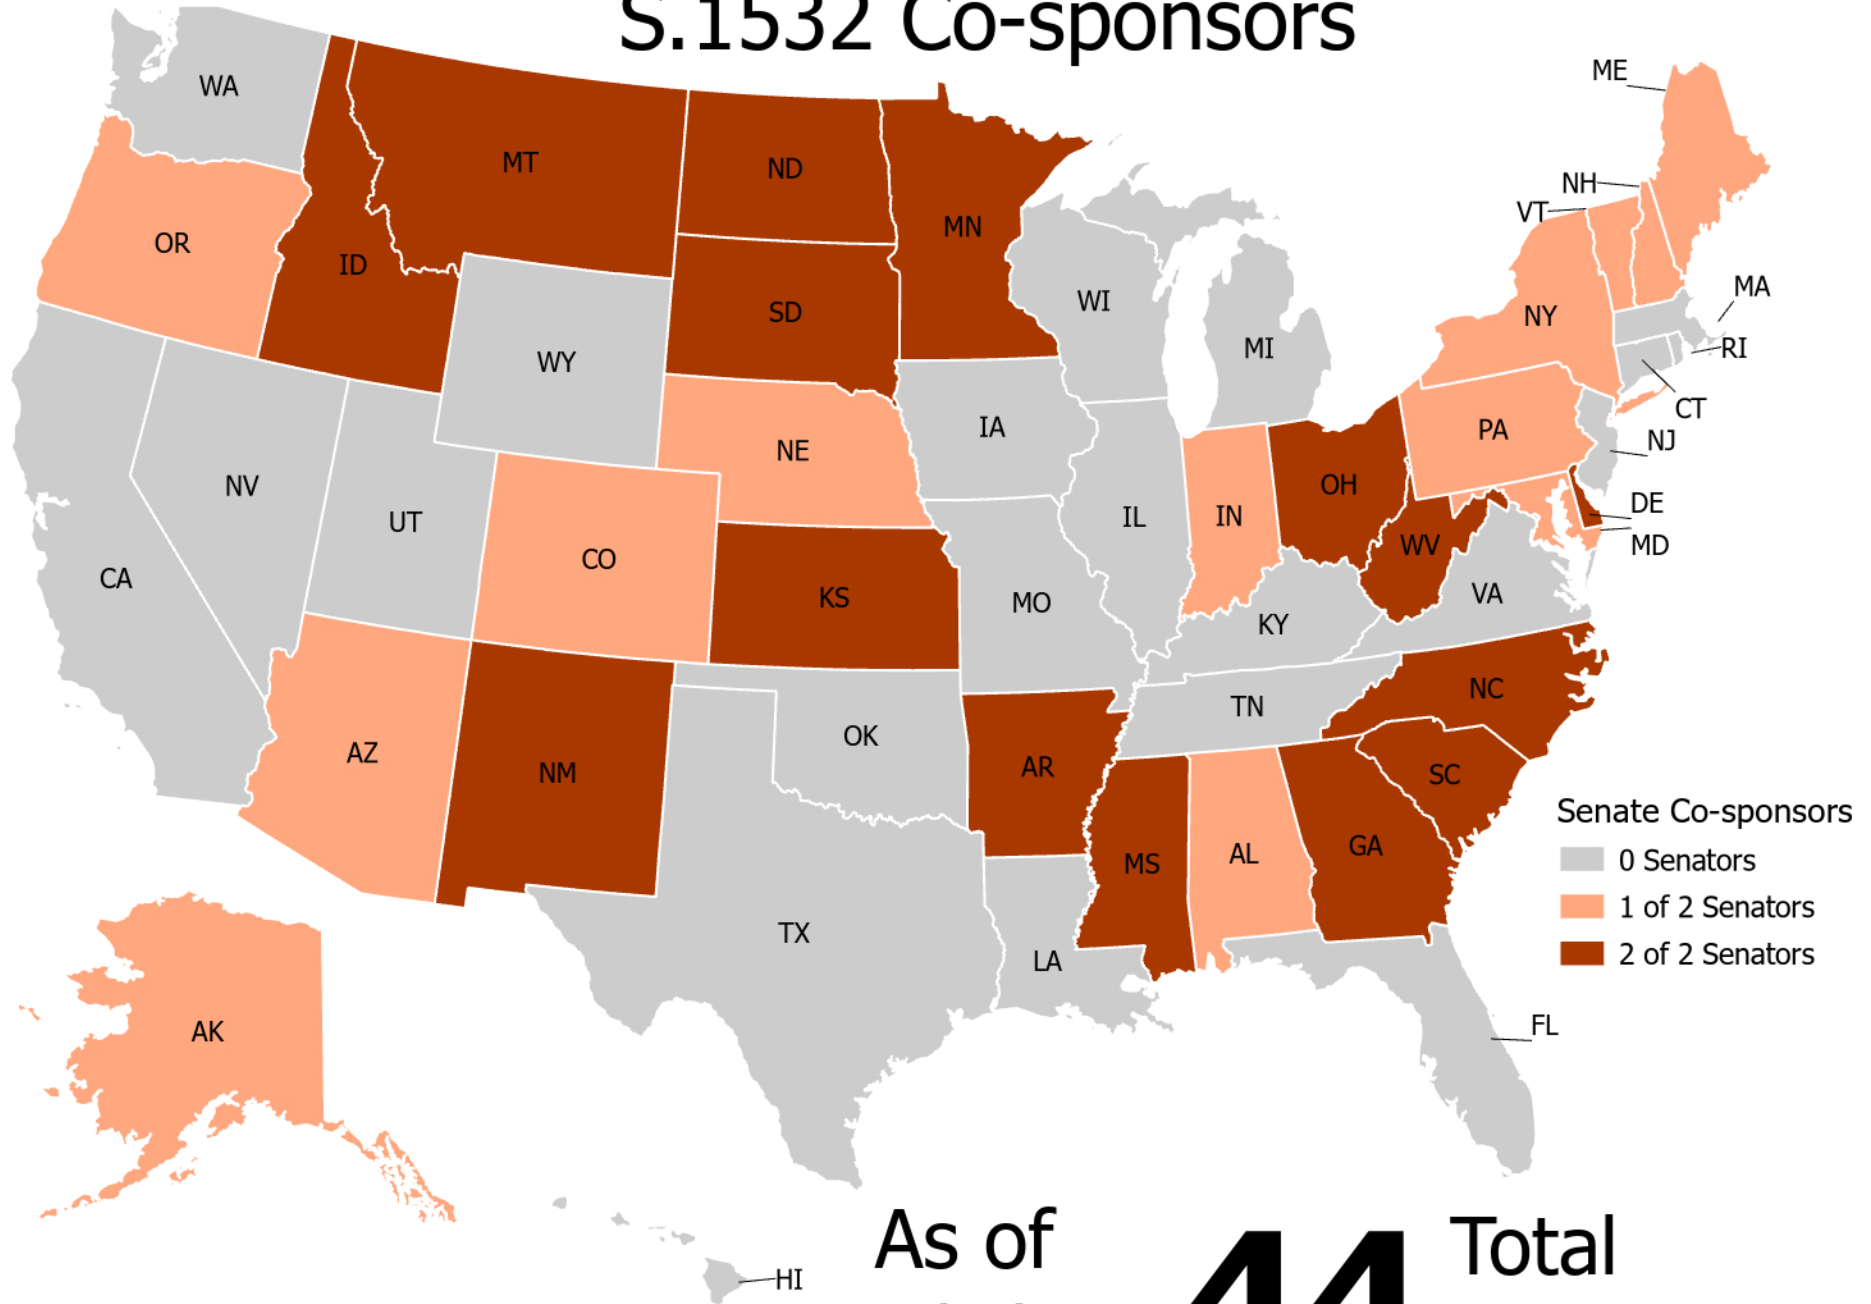 S.1532 Co-sponsors
WA
ME
MT
ND
NH
MN
VT
OR
ID
MA
WI
SD
NY
MI
RI
WY
CT
IA
PA
NJ
NE
NV
OH
DE
UT
IL
IN
MD
WV
CO
CA
VA
KS
MO
KY
NC
TN
OK
AZ
AR
NM
SC
Senate Co-sponsors
GA
AL
MS
0 Senators
1 of 2 Senators
TX
2 of 2 Senators
LA
FL
AK
As of
44
Total
HI